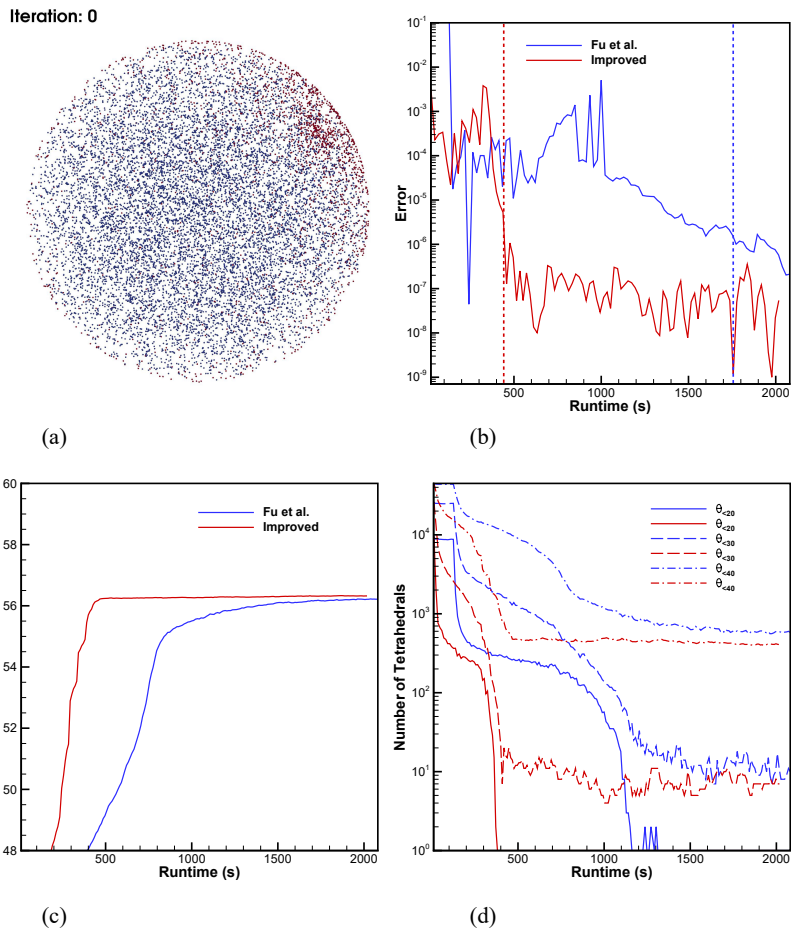 Iteration: 0
(a)
10⁻¹
10⁻²
10⁻³
10⁻⁴
10⁻⁵
10⁻⁶
10⁻⁷
10⁻⁸
10⁻⁹
Error
Fu et al.
Improved
500 1000 1500 2000
Runtime (s)
(b)
60
58
56
54
52
50
48
Fu et al.
Improved
500 1000 1500 2000
Runtime (s)
(c)
10⁴
10³
10²
10¹
10⁰
Number of Tetrahedrals
θ<20
θ<20
θ<30
θ<30
θ<40
θ<40
500 1000 1500 2000
Runtime (s)
(d)